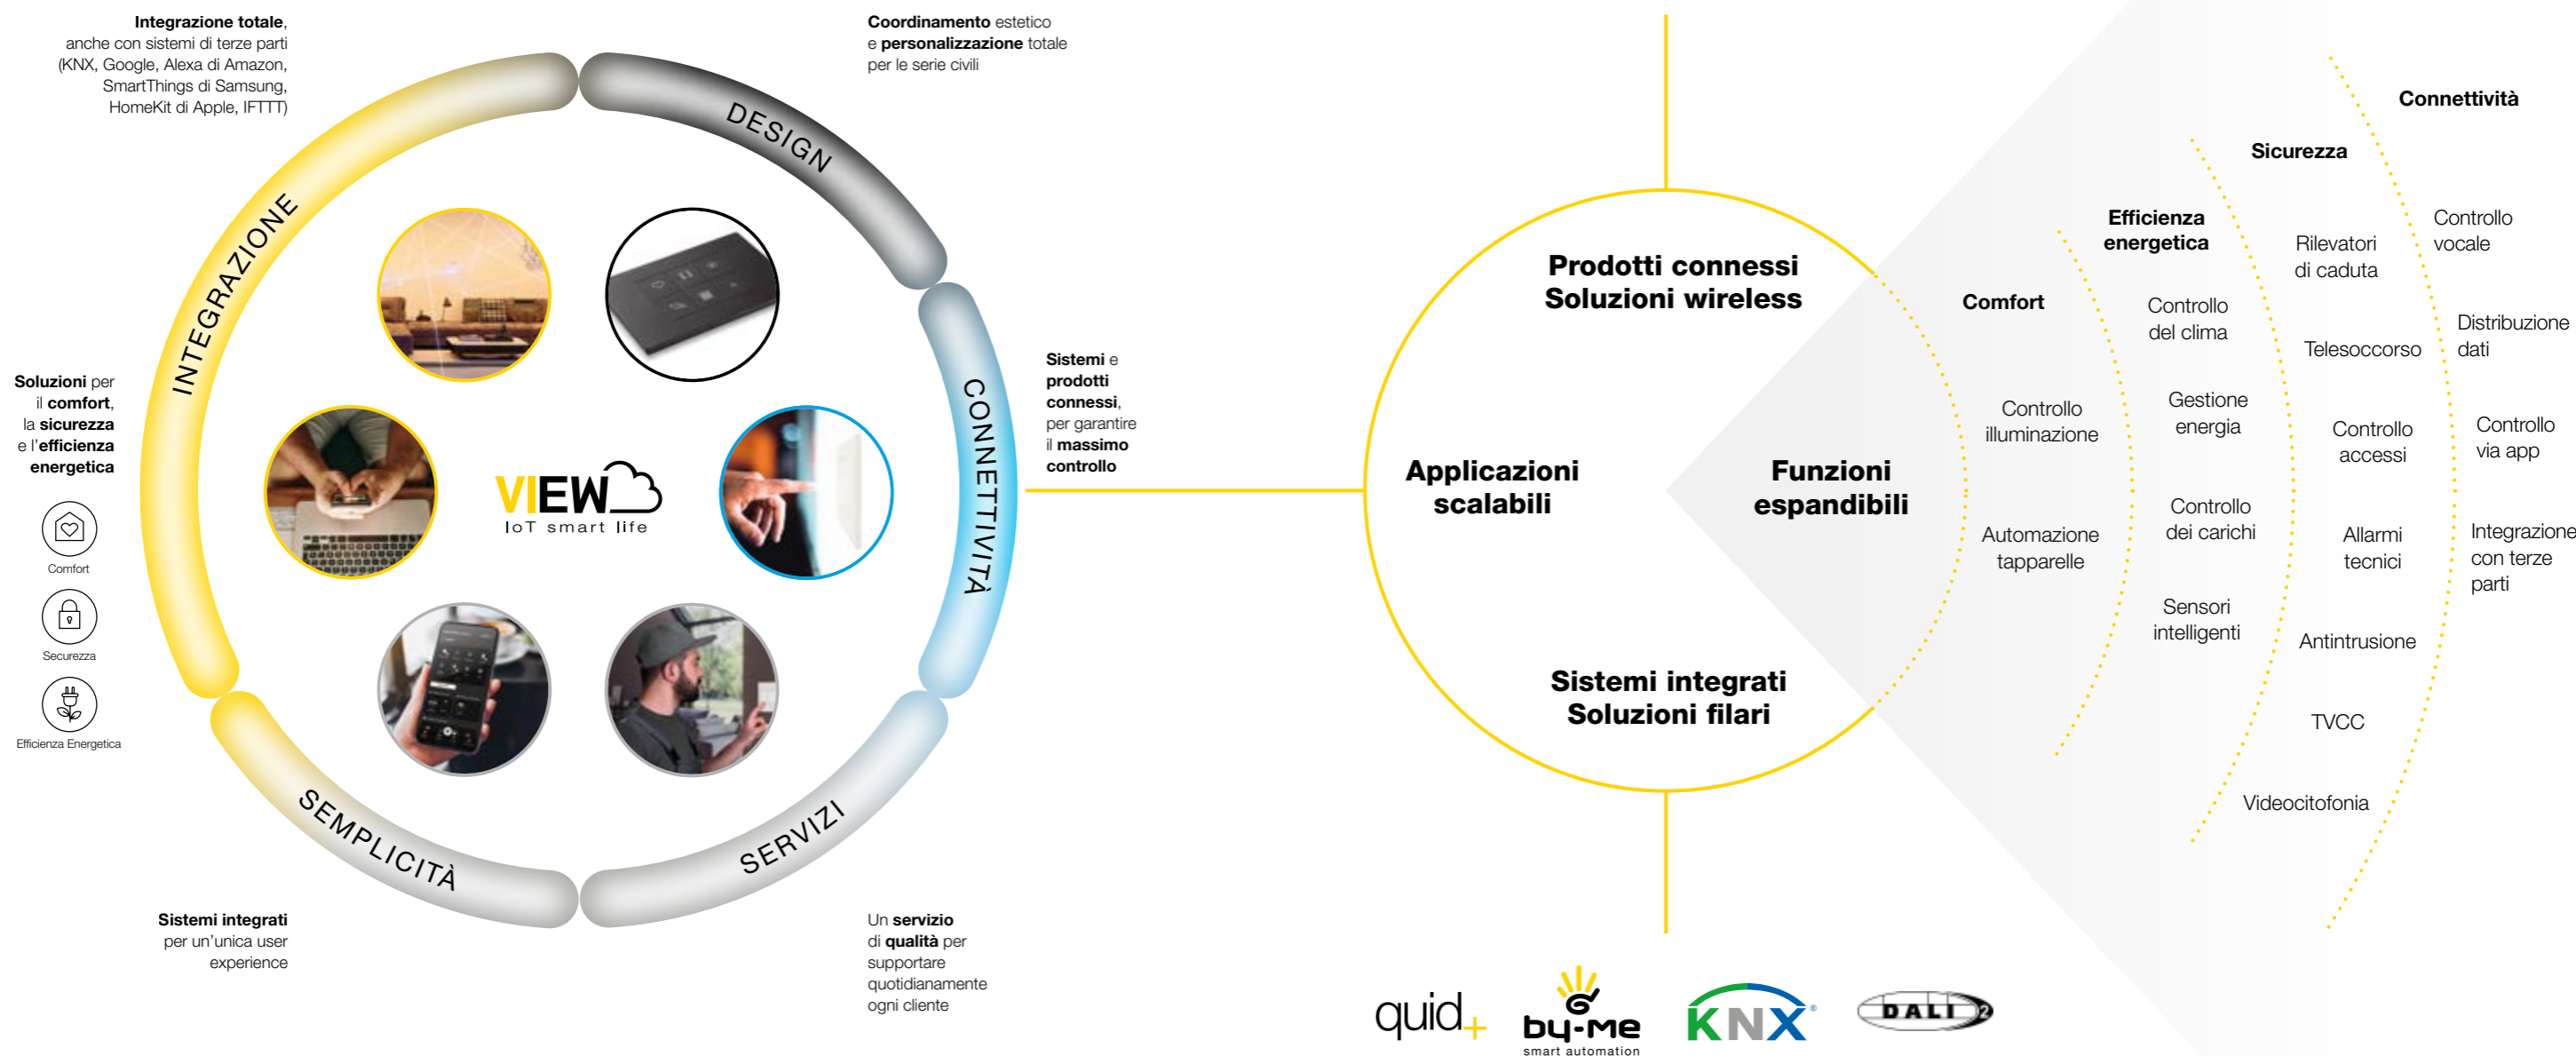 Integrazione totale,
anche con sistemi di terze parti
(KNX, Google, Alexa di Amazon,
SmartThings di Samsung,
HomeKit di Apple, IFTTT)
Coordinamento estetico
e personalizzazione totale
per le serie civili
INTEGRAZIONE
DESIGN
CONNETTIVITÀ
SERVIZI
SEMPLICITÀ
Soluzioni per
il comfort,
la sicurezza
e l'efficienza
energetica
Comfort
Securezza
Efficienza Energetica
VIEW
IoT smart life
Sistemi e
prodotti
connessi,
per garantire
il massimo
controllo
Sistemi integrati
per un'unica user
experience
Un servizio
di qualità per
supportare
quotidianamente
ogni cliente
Prodotti connessi
Soluzioni wireless
Applicazioni
scalabili
Funzioni
espandibili
Sistemi integrati
Soluzioni filari
Comfort
Controllo
illuminazione
Automazione
tapparelle
Efficienza
energetica
Controllo
del clima
Gestione
energia
Controllo
dei carichi
Sensori
intelligenti
Sicurezza
Rilevatori
di caduta
Telesoccorso
Controllo
accessi
Allarmi
tecnici
Antintrusione
TVCC
Videocitofonia
Connettività
Controllo
vocale
Distribuzione
dati
Controllo
via app
Integrazione
con terze
parti
quid+
by-me
smart automation
KNX®
DALI 2